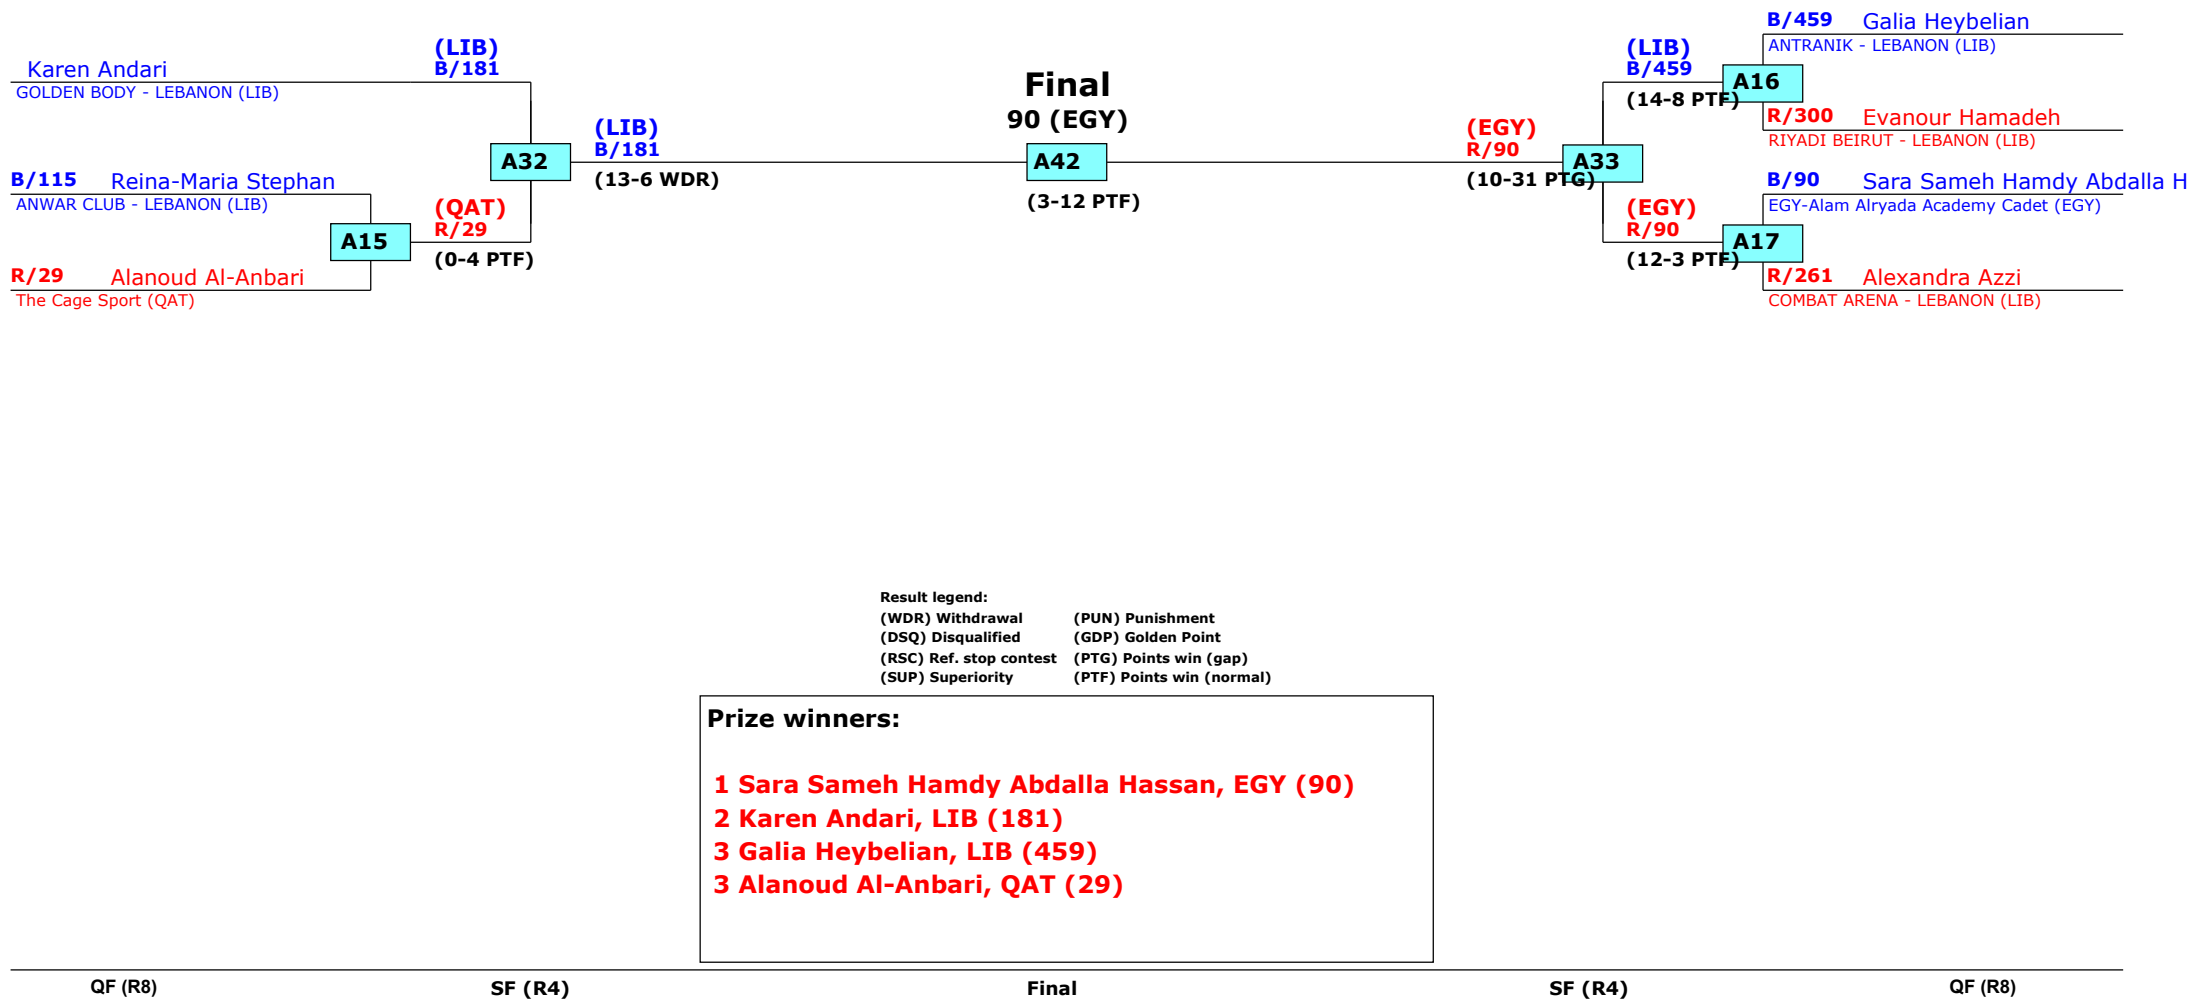 Karen Andari
GOLDEN BODY - LEBANON (LIB)
B/115 Reina-Maria Stephan
ANWAR CLUB - LEBANON (LIB)
A15
R/29 Alanoud Al-Anbari
The Cage Sport (QAT)
(LIB)
B/181
A32
(QAT)
R/29
(0-4 PTF)
(LIB)
B/181
(13-6 WDR)
Final
90 (EGY)
A42
(3-12 PTF)
(EGY)
R/90
(10-31 PTG)
A33
(LIB)
B/459
(14-8 PTF)
(EGY)
R/90
(12-3 PTF)
B/459 Galia Heybelian
ANTRANIK - LEBANON (LIB)
A16
R/300 Evanour Hamadeh
RIYADI BEIRUT - LEBANON (LIB)
B/90 Sara Sameh Hamdy Abdalla H
EGY-Alam Alryada Academy Cadet (EGY)
A17
R/261 Alexandra Azzi
COMBAT ARENA - LEBANON (LIB)
Result legend:
(WDR) Withdrawal (PUN) Punishment
(DSQ) Disqualified (GDP) Golden Point
(RSC) Ref. stop contest (PTG) Points win (gap)
(SUP) Superiority (PTF) Points win (normal)
Prize winners:
1 Sara Sameh Hamdy Abdalla Hassan, EGY (90)
2 Karen Andari, LIB (181)
3 Galia Heybelian, LIB (459)
3 Alanoud Al-Anbari, QAT (29)
QF (R8) SF (R4) Final SF (R4) QF (R8)